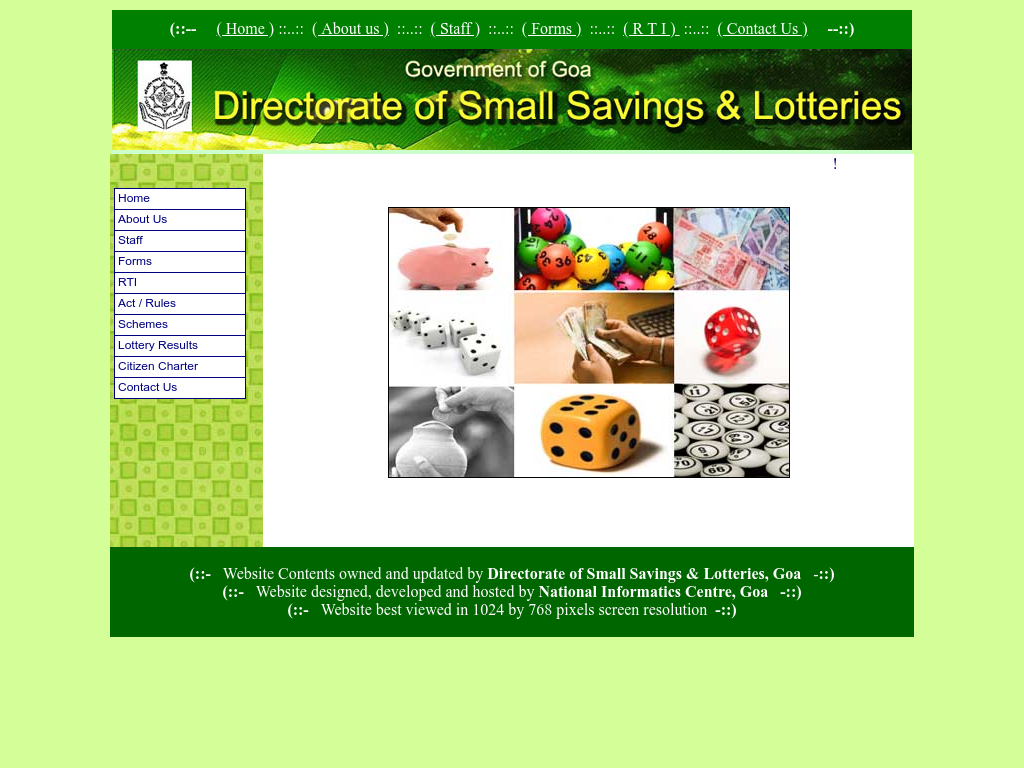 (::-- ( Home ) ::..:: ( About us ) ::..:: ( Staff ) ::..:: ( Forms ) ::..:: ( R T I ) ::..:: ( Contact Us ) --::)
Government of Goa
Directorate of Small Savings & Lotteries
!
Home
About Us
Staff
Forms
RTI
Act / Rules
Schemes
Lottery Results
Citizen Charter
Contact Us
(::- Website Contents owned and updated by Directorate of Small Savings & Lotteries, Goa -::)
(::- Website designed, developed and hosted by National Informatics Centre, Goa -::)
(::- Website best viewed in 1024 by 768 pixels screen resolution -::)